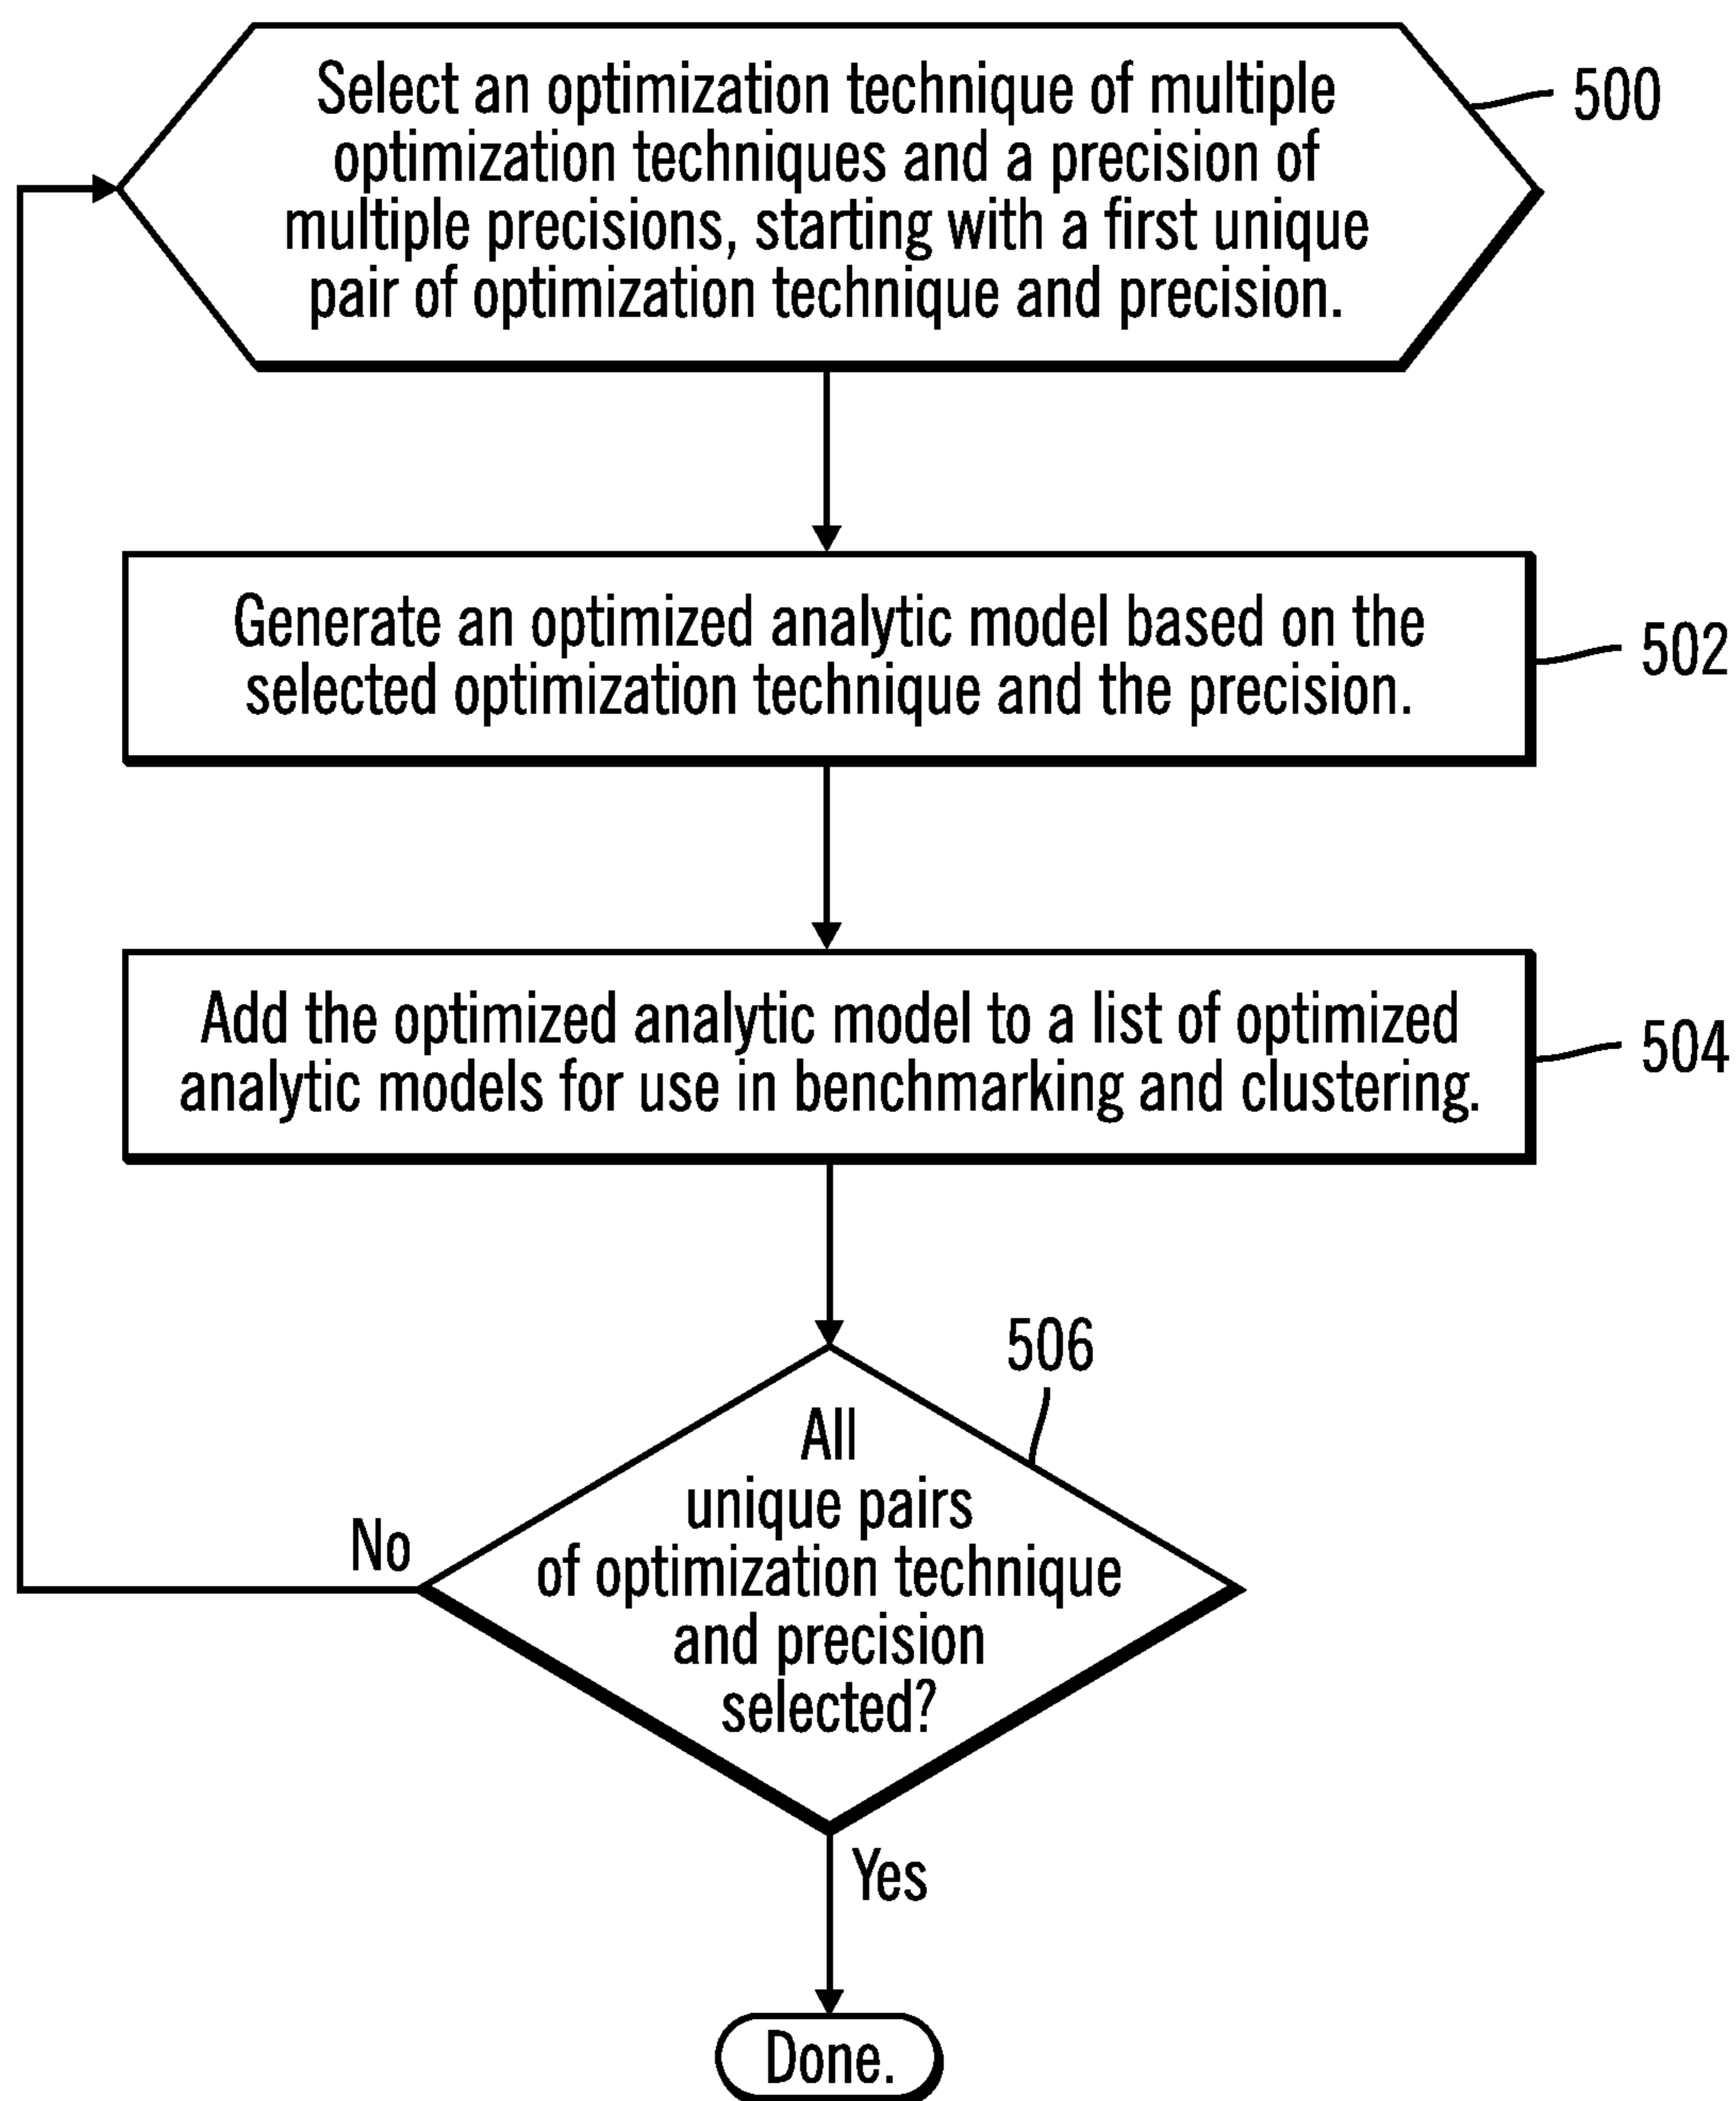 Select an optimization technique of multiple
optimization techniques and a precision of
multiple precisions, starting with a first unique
pair of optimization technique and precision.
500
Generate an optimized analytic model based on the
selected optimization technique and the precision.
502
Add the optimized analytic model to a list of optimized
analytic models for use in benchmarking and clustering.
504
506
All
unique pairs
of optimization technique
and precision
selected?
No
Yes
Done.